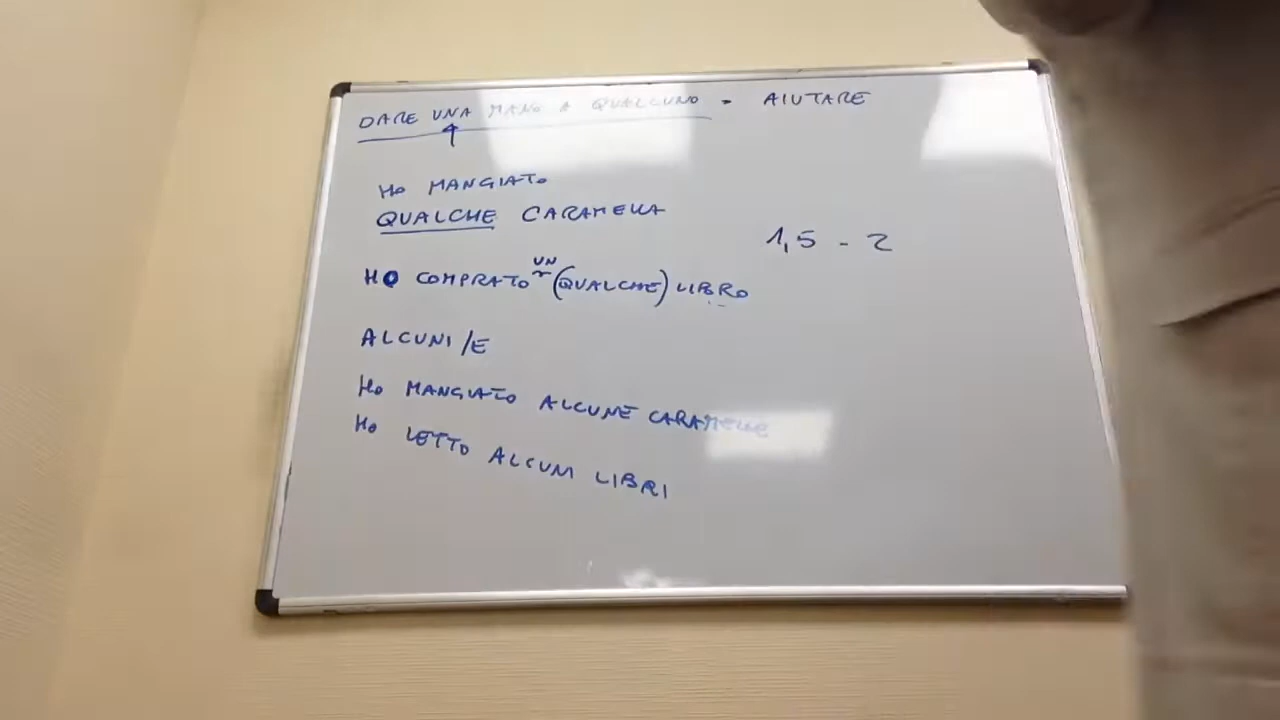 DARE UNA MANO A QUALCUNO = AIUTARE
HO MANGIATO
QUALCHE CARAMELLA
1,5 - 2
UN
HO COMPRATO (QUALCHE) LIBRO
ALCUNI/E
HO MANGIATO ALCUNE CARAMELLE
HO LETTO ALCUNI LIBRI